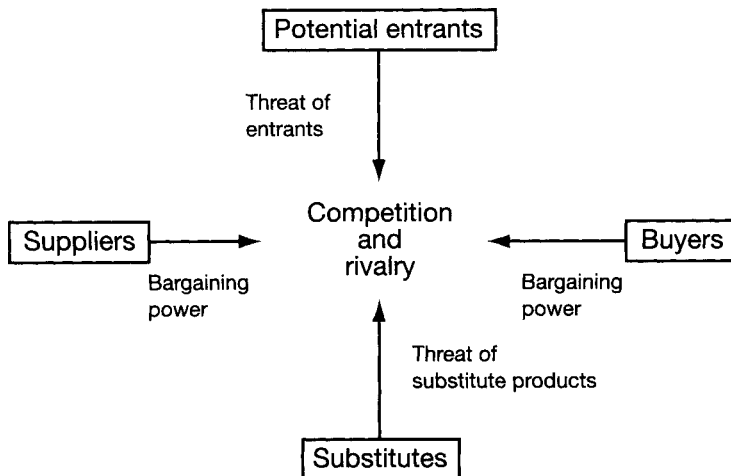 Potential entrants
Threat of
entrants
Competition
and
rivalry
Suppliers
Bargaining
power
Buyers
Bargaining
power
Threat of
substitute products
Substitutes